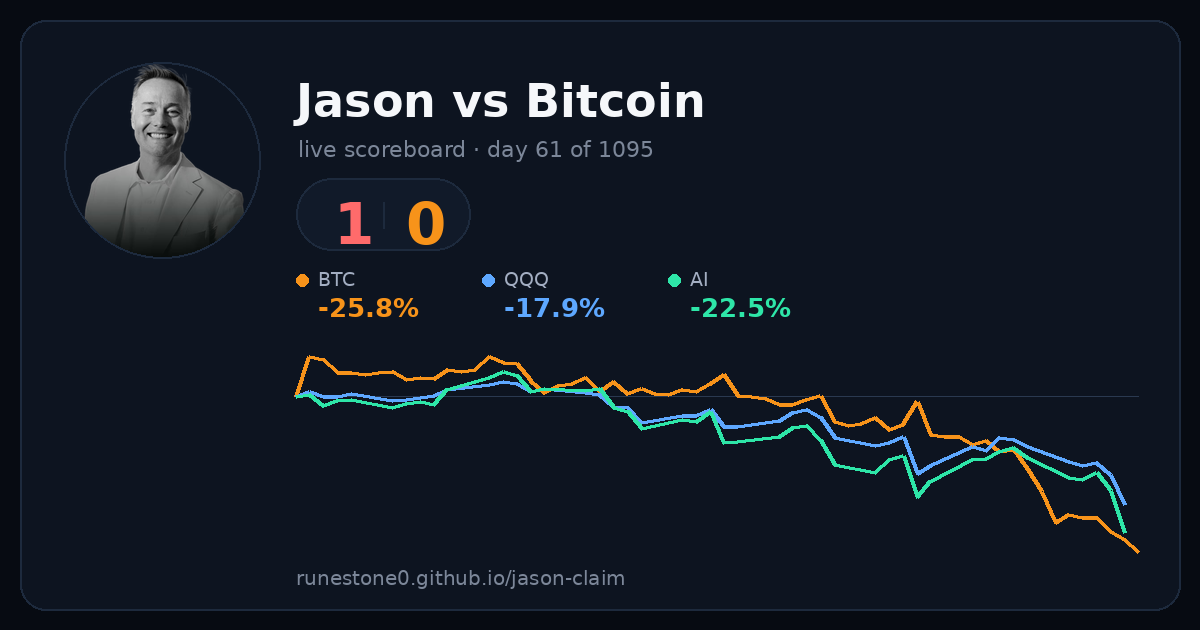 Jason vs Bitcoin
live scoreboard · day 61 of 1095
1 0
BTC QQQ AI
-25.8% -17.9% -22.5%
runestone0.github.io/jason-claim